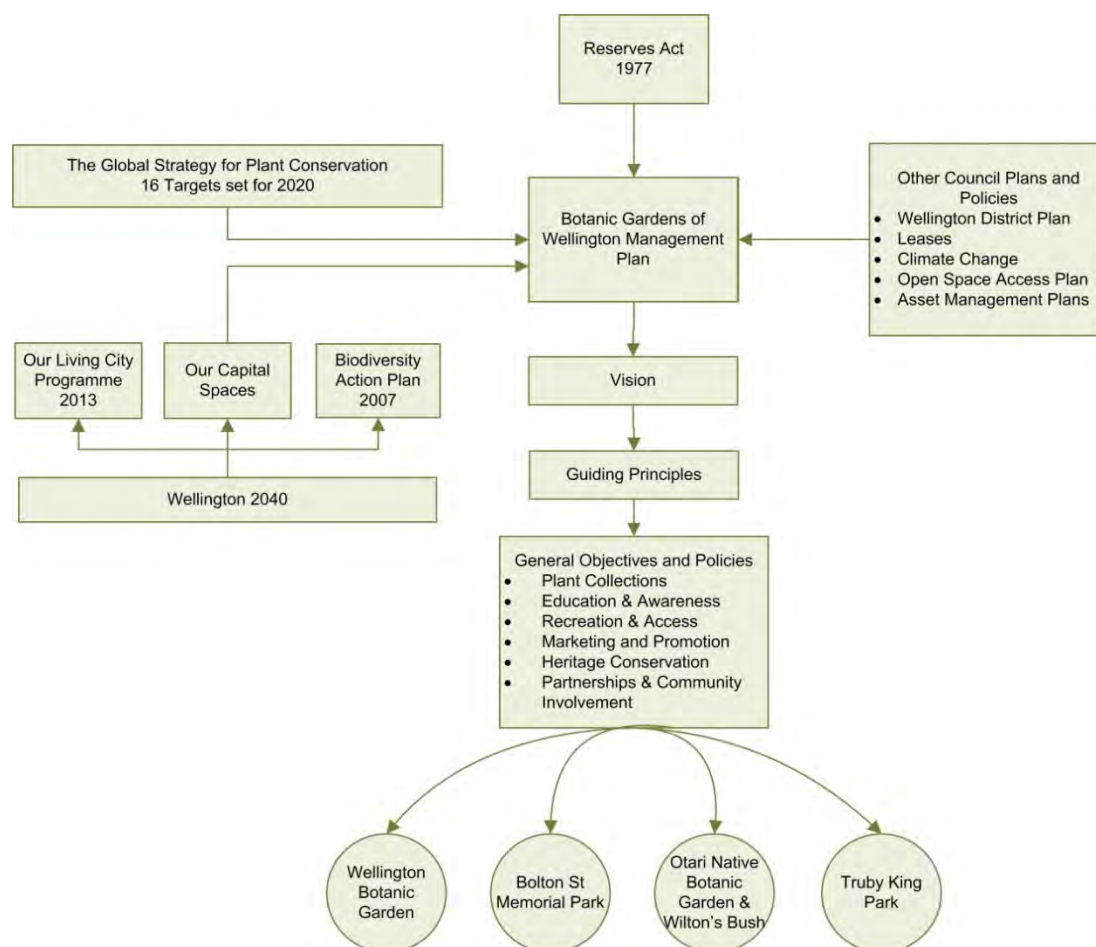 Reserves Act
1977
The Global Strategy for Plant Conservation
16 Targets set for 2020
Botanic Gardens of
Wellington Management
Plan
Other Council Plans and
Policies
• Wellington District Plan
• Leases
• Climate Change
• Open Space Access Plan
• Asset Management Plans
Our Living City
Programme
2013
Our Capital
Spaces
Biodiversity
Action Plan
2007
Vision
Wellington 2040
Guiding Principles
General Objectives and Policies
• Plant Collections
• Education & Awareness
• Recreation & Access
• Marketing and Promotion
• Heritage Conservation
• Partnerships & Community
Involvement
Wellington
Botanic
Garden
Bolton St
Memorial Park
Otari Native
Botanic
Garden &
Wilton's Bush
Truby King
Park